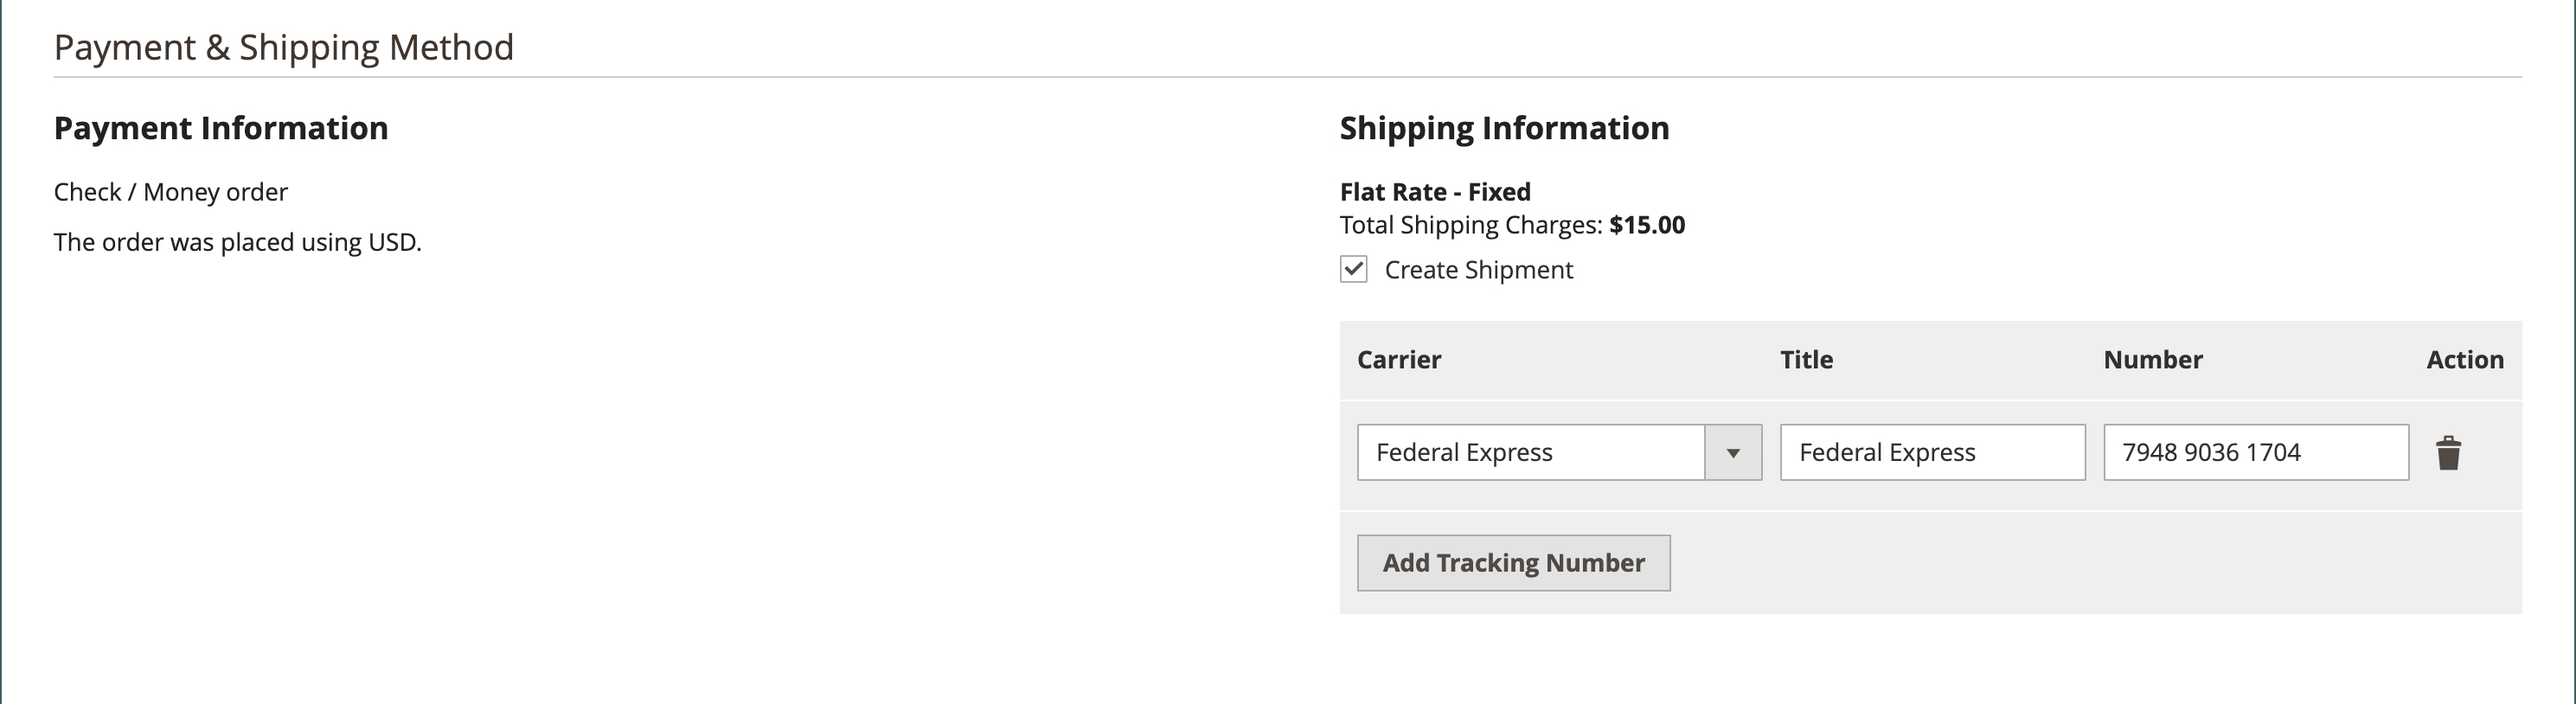 Payment & Shipping Method
Payment Information
Check / Money order
The order was placed using USD.
Shipping Information
Flat Rate - Fixed
Total Shipping Charges: $15.00
Create Shipment
Carrier Title Number Action
Federal Express Federal Express 7948 9036 1704
Add Tracking Number